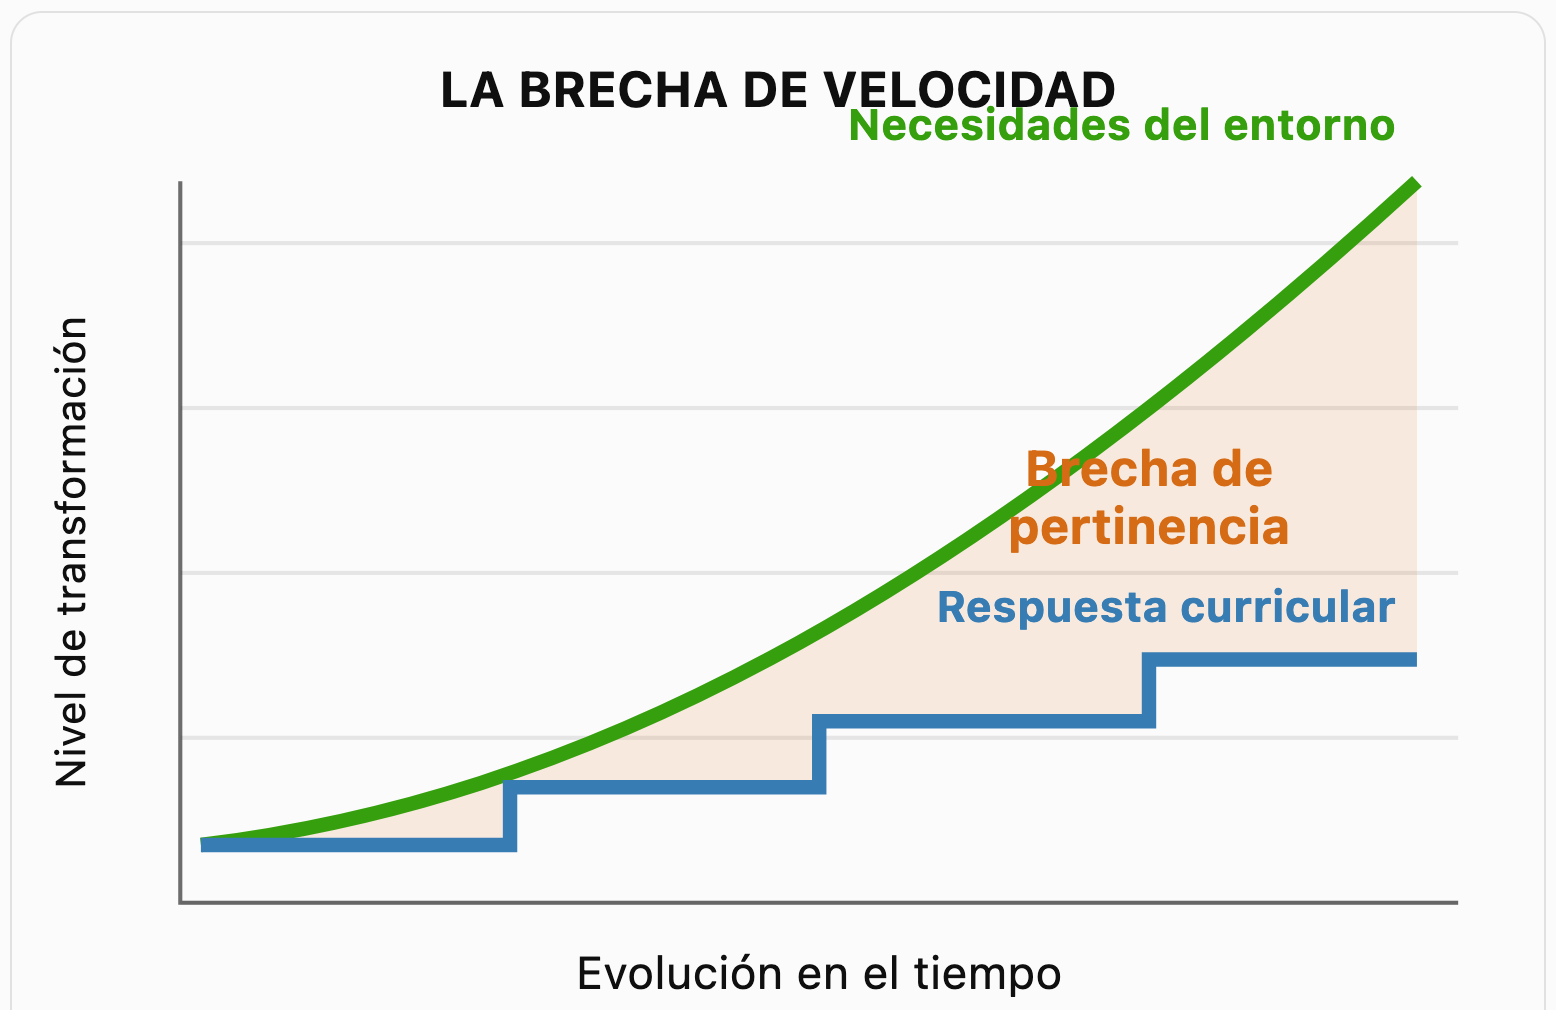 LA BRECHA DE VELOCIDAD
Necesidades del entorno
Nivel de transformación
Brecha de
pertinencia
Respuesta curricular
Evolución en el tiempo